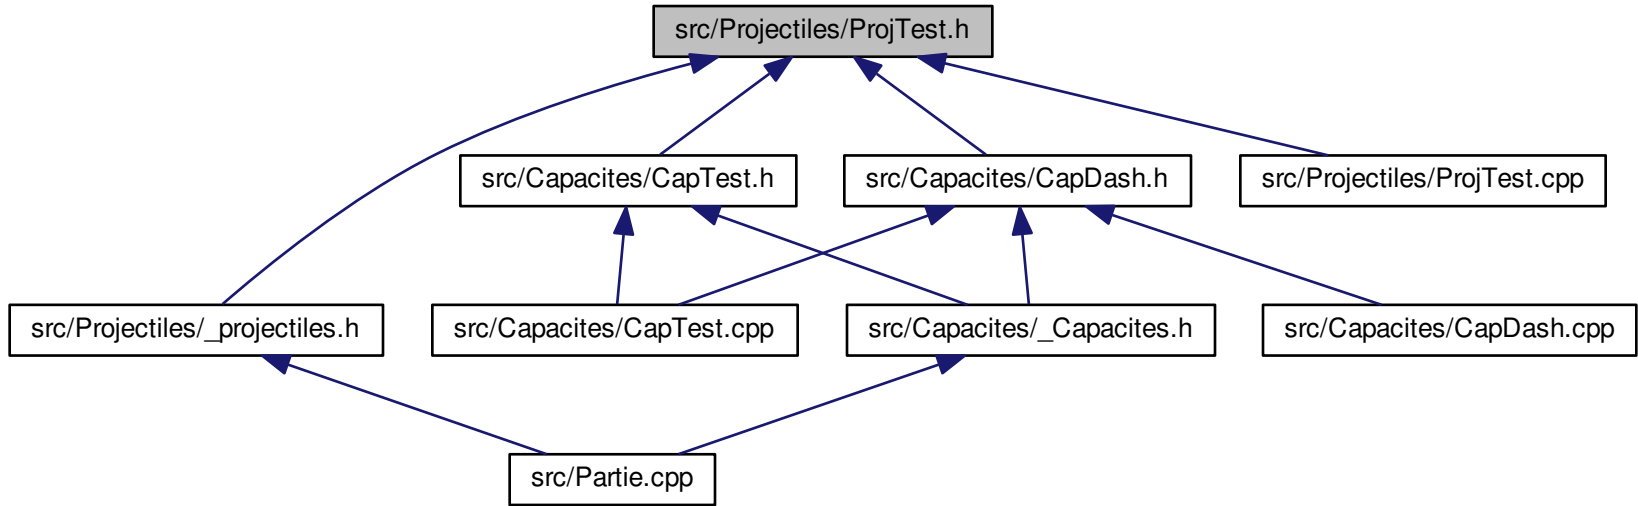 src/Projectiles/ProjTest.h
src/Capacites/CapTest.h
src/Capacites/CapDash.h
src/Projectiles/ProjTest.cpp
src/Projectiles/_projectiles.h
src/Capacites/CapTest.cpp
src/Capacites/_Capacites.h
src/Capacites/CapDash.cpp
src/Partie.cpp